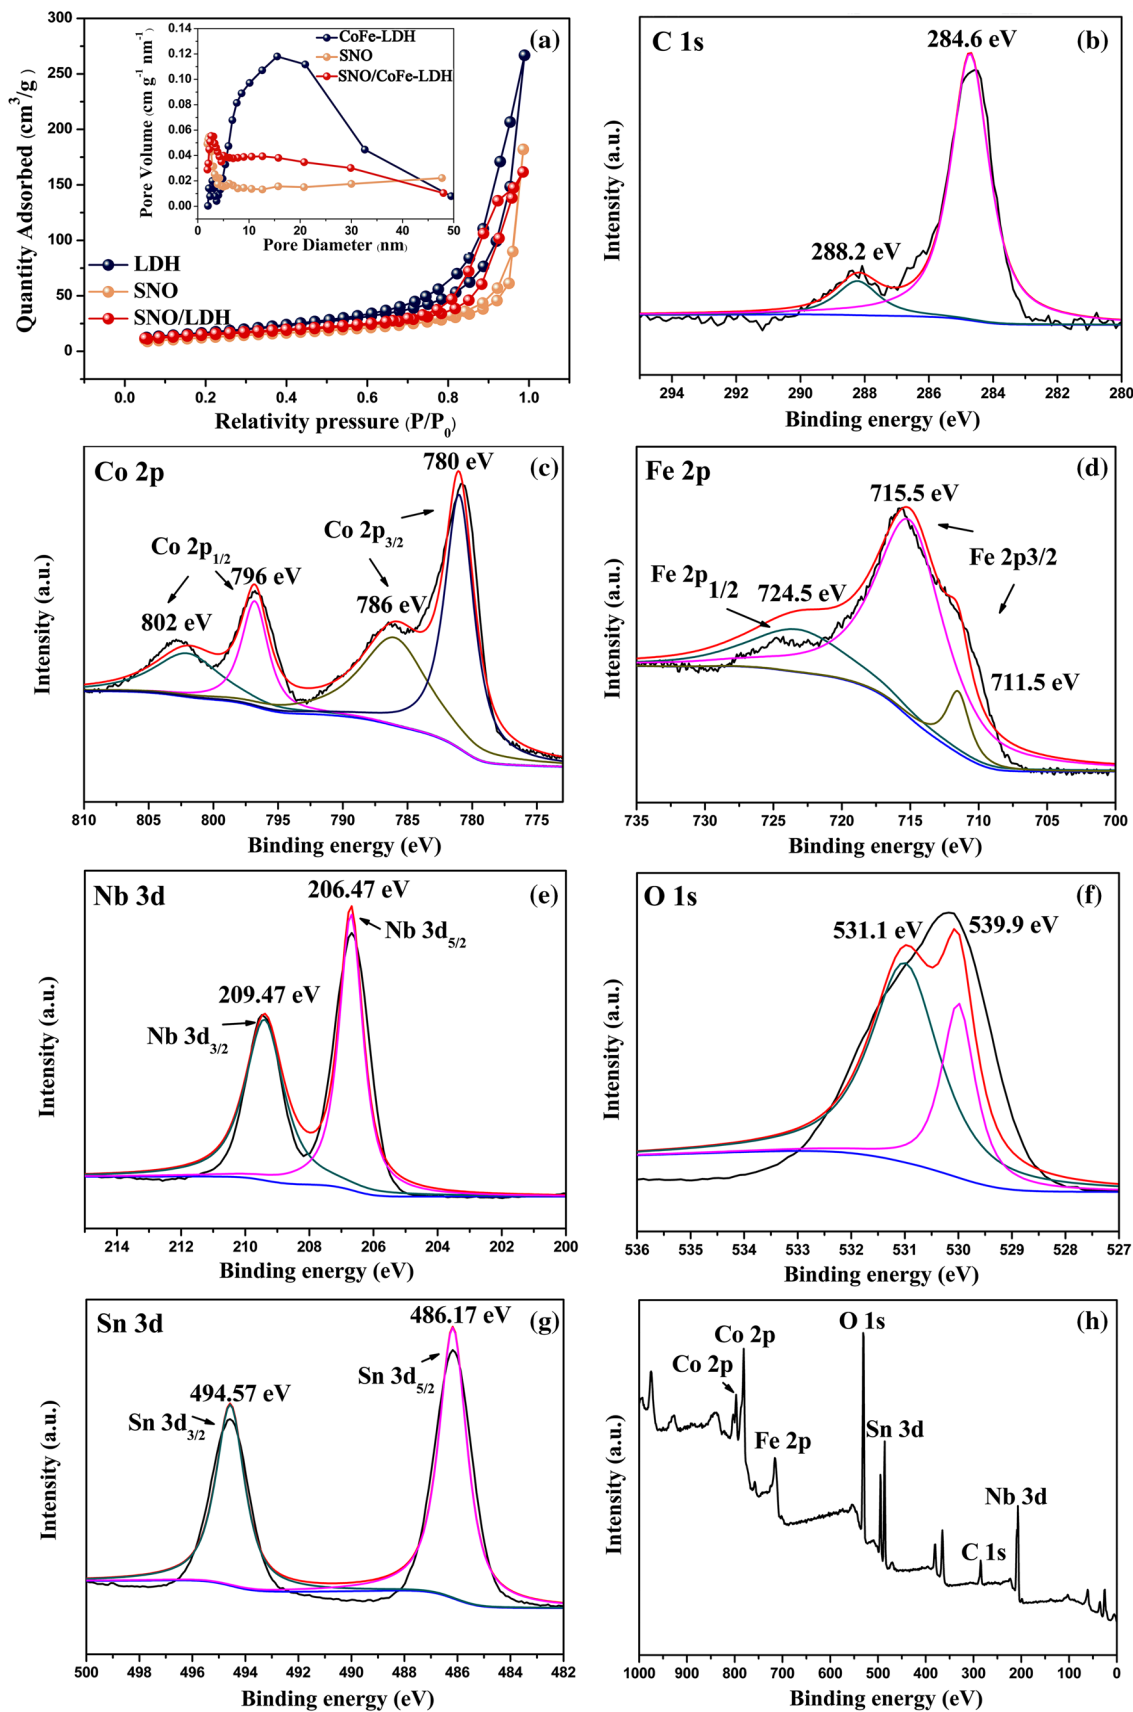 (a)
300
250
200
150
100
50
0
Quantity Adsorbed (cm³/g)
0.0 0.2 0.4 0.6 0.8 1.0
Relativity pressure (P/P₀)
LDH
SNO
SNO/LDH
0.14
0.12
0.10
0.08
0.06
0.04
0.02
0.00
Pore Volume (cm g⁻¹ nm⁻¹)
0 10 20 30 40 50
Pore Diameter (nm)
CoFe-LDH
SNO
SNO/CoFe-LDH
C 1s
(b)
284.6 eV
288.2 eV
Intensity (a.u.)
294 292 290 288 286 284 282 280
Binding energy (eV)
Co 2p
(c)
780 eV
Co 2p₃/₂
Co 2p₁/₂
796 eV
786 eV
802 eV
Intensity (a.u.)
810 805 800 795 790 785 780 775
Binding energy (eV)
Fe 2p
(d)
715.5 eV
Fe 2p3/2
Fe 2p₁/₂
724.5 eV
711.5 eV
Intensity (a.u.)
735 730 725 720 715 710 705 700
Binding energy (eV)
Nb 3d
(e)
206.47 eV
Nb 3d₅/₂
209.47 eV
Nb 3d₃/₂
Intensity (a.u.)
214 212 210 208 206 204 202 200
Binding energy (eV)
O 1s
(f)
531.1 eV
539.9 eV
Intensity (a.u.)
536 535 534 533 532 531 530 529 528 527
Binding energy (eV)
Sn 3d
(g)
486.17 eV
Sn 3d₅/₂
494.57 eV
Sn 3d₃/₂
Intensity (a.u.)
500 498 496 494 492 490 488 486 484 482
Binding energy (eV)
(h)
O 1s
Co 2p
Co 2p
Fe 2p
Sn 3d
Nb 3d
C 1s
Intensity (a.u.)
1000 900 800 700 600 500 400 300 200 100 0
Binding energy (eV)